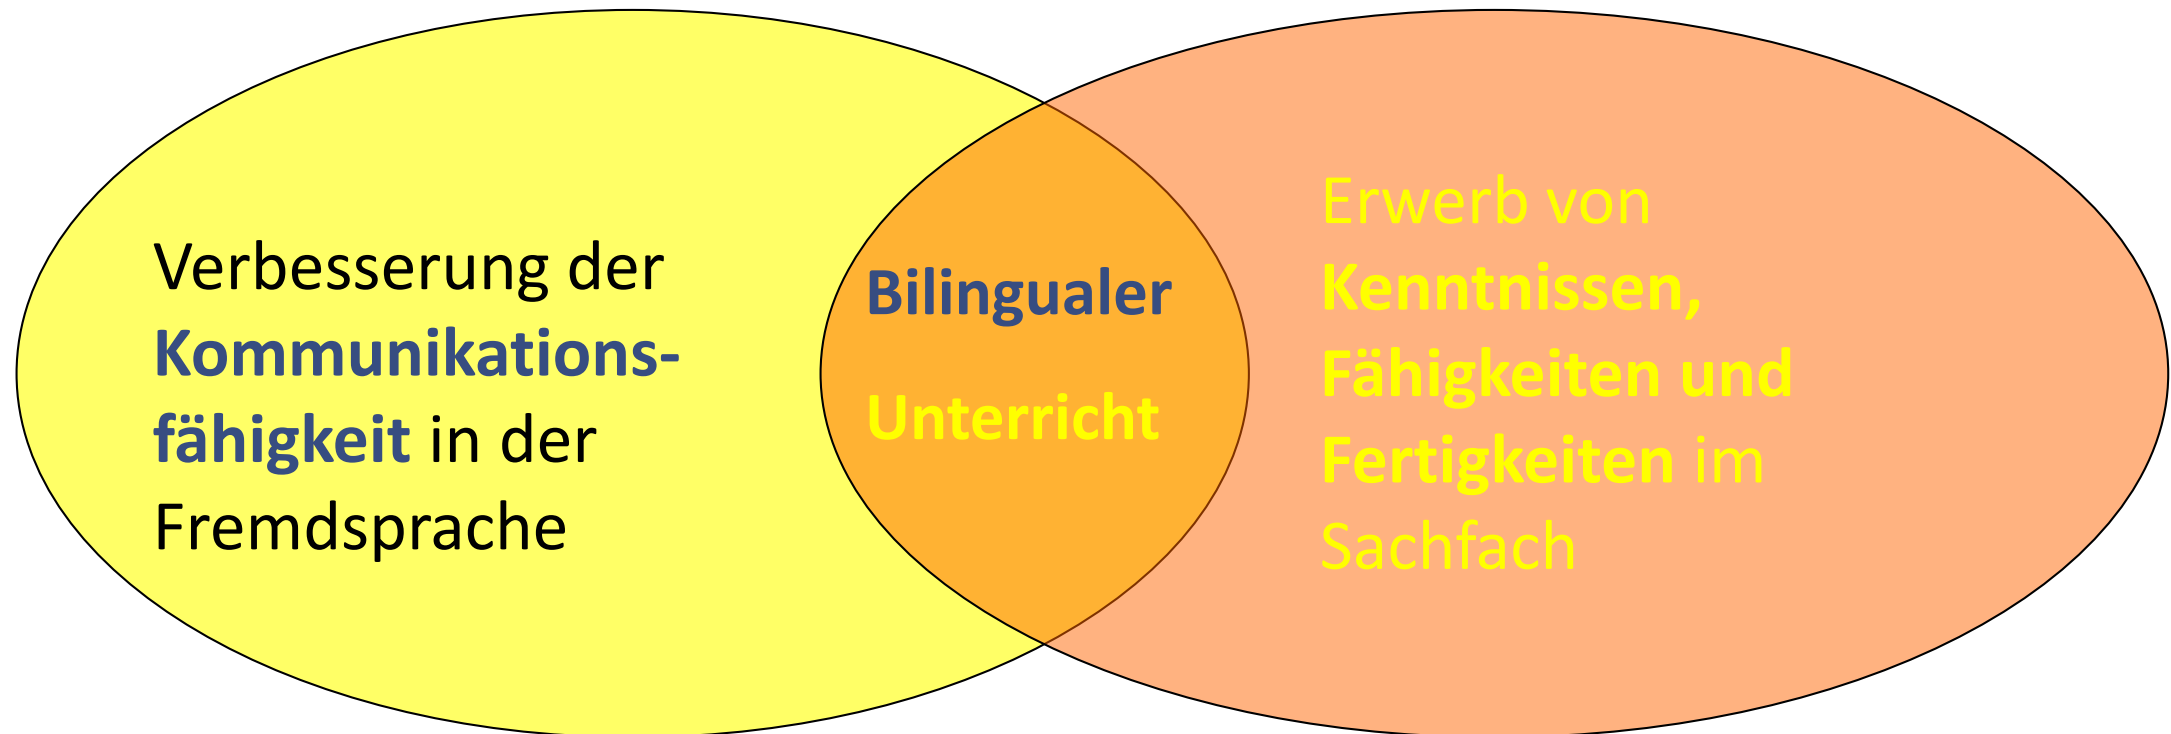 Verbesserung der
Kommunikations-
fähigkeit in der
Fremdsprache
Bilingualer
Unterricht
Erwerb von
Kenntnissen,
Fähigkeiten und
Fertigkeiten im
Sachfach